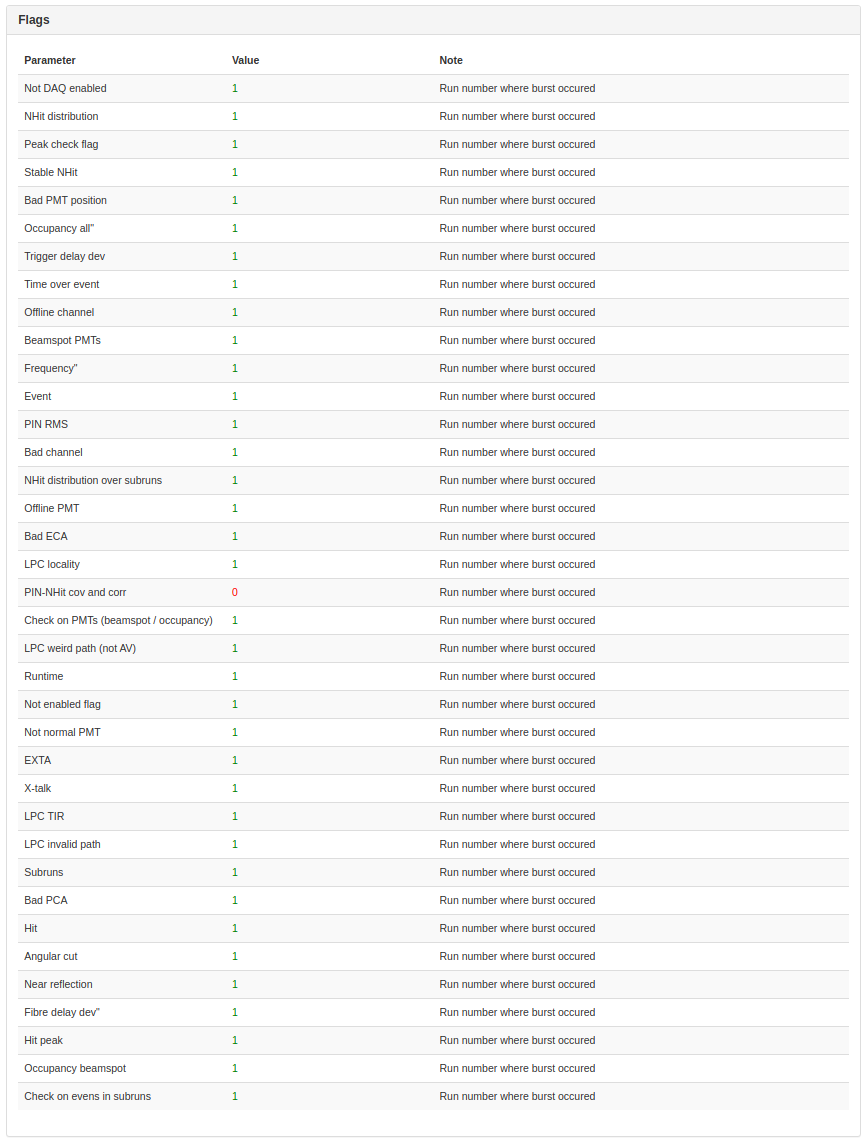 Flags
Parameter Value Note
Not DAQ enabled 1 Run number where burst occured
NHit distribution 1 Run number where burst occured
Peak check flag 1 Run number where burst occured
Stable NHit 1 Run number where burst occured
Bad PMT position 1 Run number where burst occured
Occupancy all" 1 Run number where burst occured
Trigger delay dev 1 Run number where burst occured
Time over event 1 Run number where burst occured
Offline channel 1 Run number where burst occured
Beamspot PMTs 1 Run number where burst occured
Frequency" 1 Run number where burst occured
Event 1 Run number where burst occured
PIN RMS 1 Run number where burst occured
Bad channel 1 Run number where burst occured
NHit distribution over subruns 1 Run number where burst occured
Offline PMT 1 Run number where burst occured
Bad ECA 1 Run number where burst occured
LPC locality 1 Run number where burst occured
PIN-NHit cov and corr 0 Run number where burst occured
Check on PMTs (beamspot / occupancy) 1 Run number where burst occured
LPC weird path (not AV) 1 Run number where burst occured
Runtime 1 Run number where burst occured
Not enabled flag 1 Run number where burst occured
Not normal PMT 1 Run number where burst occured
EXTA 1 Run number where burst occured
X-talk 1 Run number where burst occured
LPC TIR 1 Run number where burst occured
LPC invalid path 1 Run number where burst occured
Subruns 1 Run number where burst occured
Bad PCA 1 Run number where burst occured
Hit 1 Run number where burst occured
Angular cut 1 Run number where burst occured
Near reflection 1 Run number where burst occured
Fibre delay dev" 1 Run number where burst occured
Hit peak 1 Run number where burst occured
Occupancy beamspot 1 Run number where burst occured
Check on evens in subruns 1 Run number where burst occured